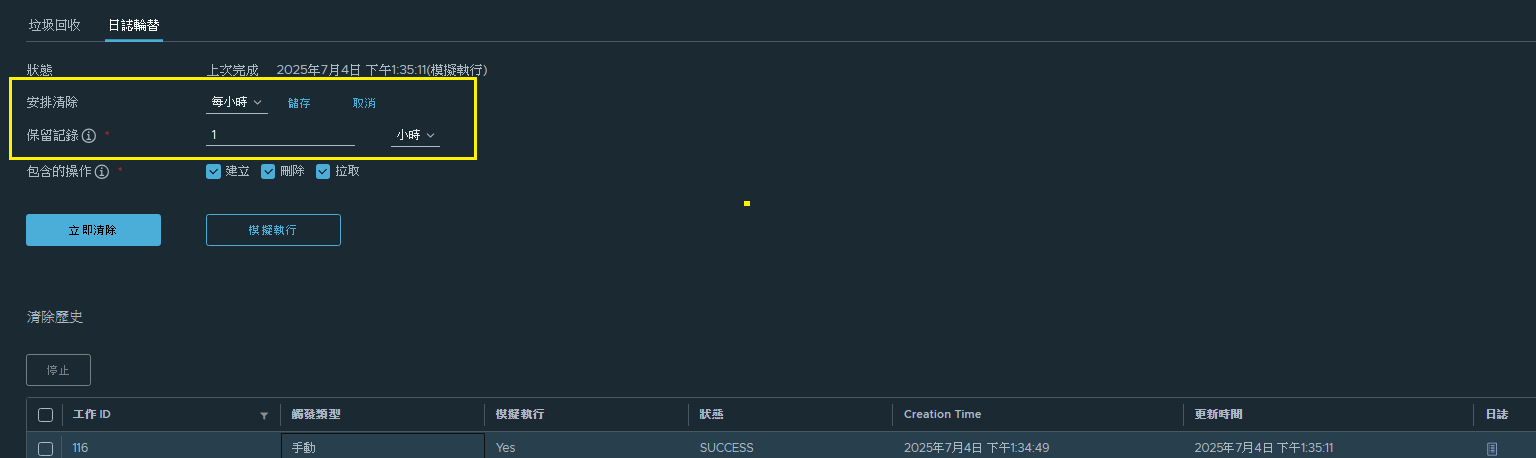 垃圾回收 日誌輪替
狀態 上次完成 2025年7月4日 下午1:35:11(模擬執行)
安排清除 每小時 儲存 取消
保留記錄 * 1 小時
包含的操作 * 建立 刪除 拉取
立即清除 模擬執行
清除歷史
停止
工作 ID 觸發類型 模擬執行 狀態 Creation Time 更新時間 日誌
116 手動 Yes SUCCESS 2025年7月4日 下午1:34:49 2025年7月4日 下午1:35:11